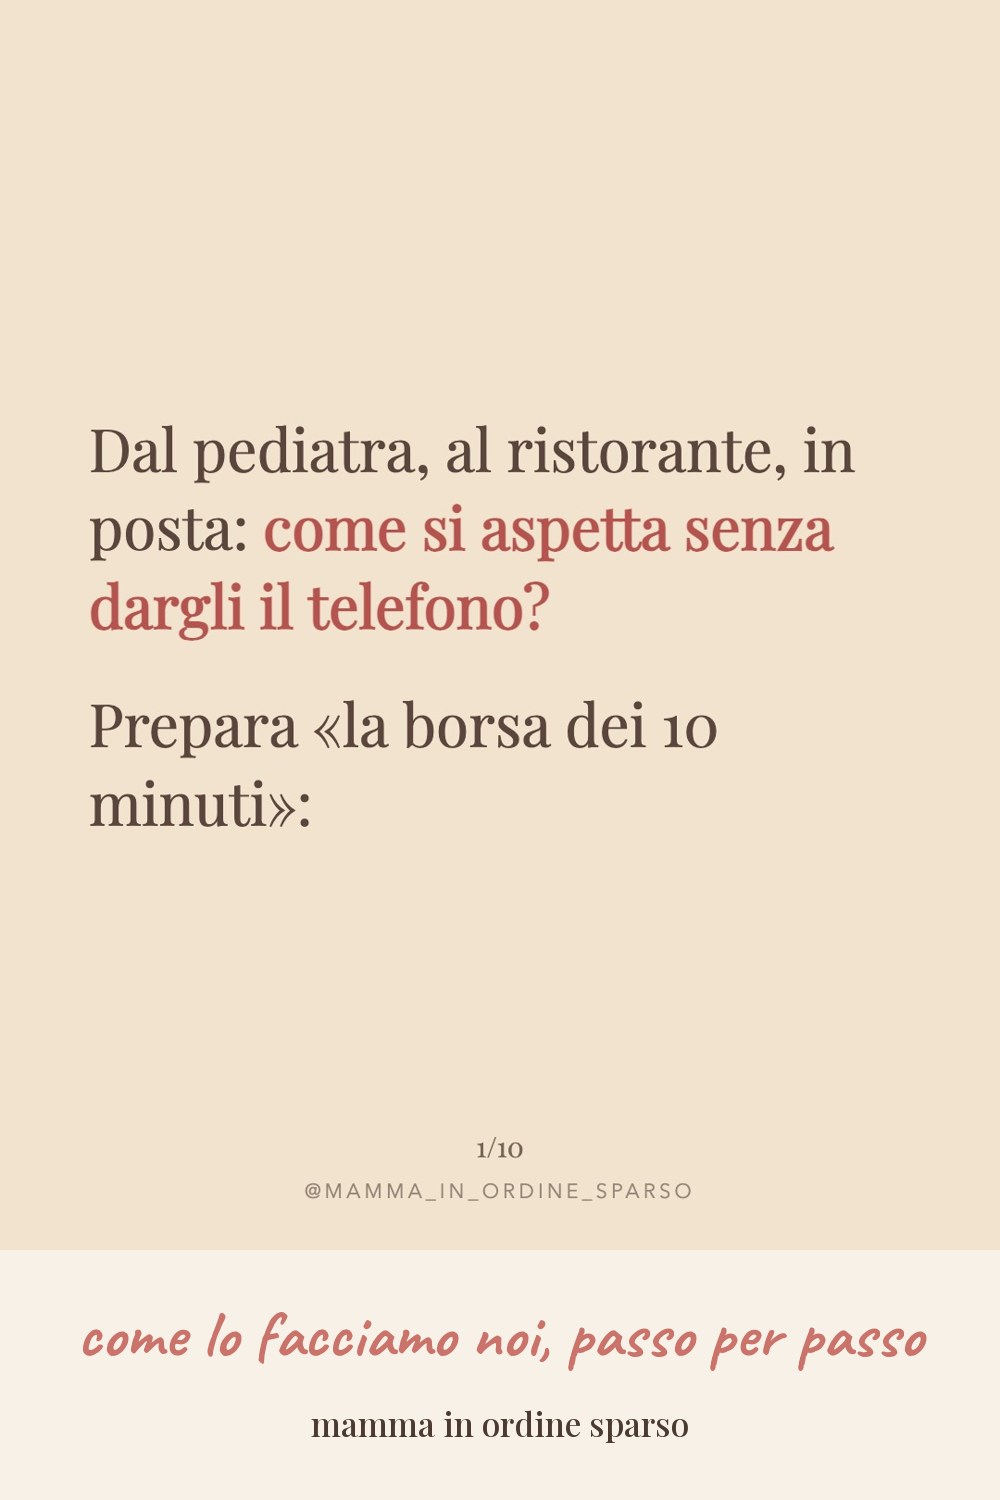 Dal pediatra, al ristorante, in
posta: come si aspetta senza
dargli il telefono?
Prepara «la borsa dei 10
minuti»:
1/10
@MAMMA_IN_ORDINE_SPARSO
come lo facciamo noi, passo per passo
mamma in ordine sparso